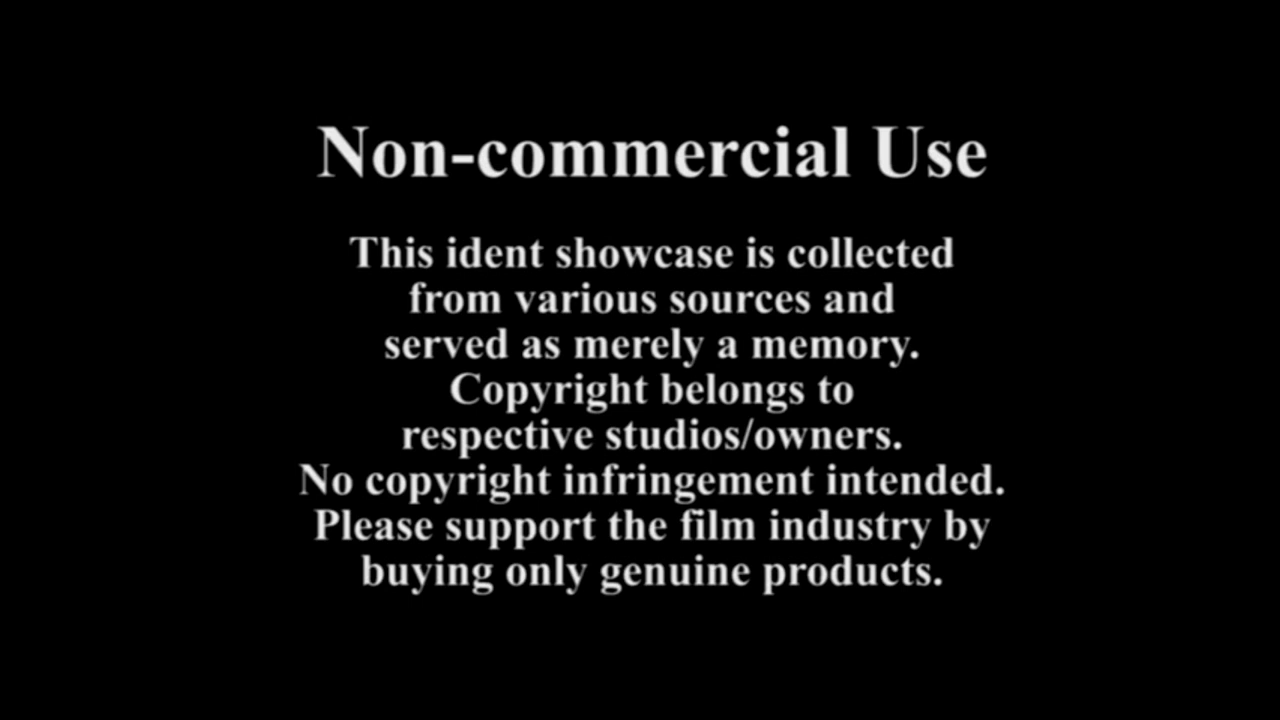 Non-commercial Use
This ident showcase is collected
from various sources and
served as merely a memory.
Copyright belongs to
respective studios/owners.
No copyright infringement intended.
Please support the film industry by
buying only genuine products.